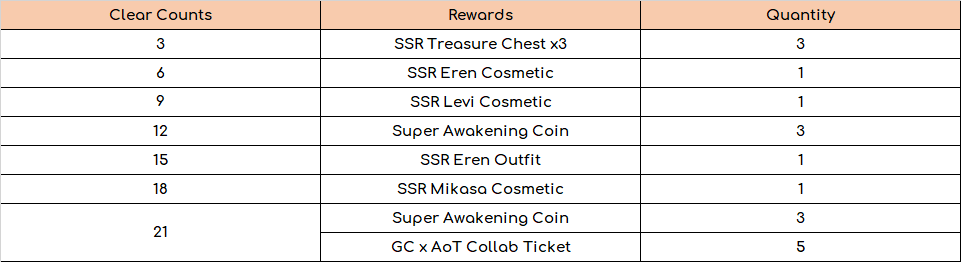 Clear Counts Rewards Quantity
3 SSR Treasure Chest x3 3
6 SSR Eren Cosmetic 1
9 SSR Levi Cosmetic 1
12 Super Awakening Coin 3
15 SSR Eren Outfit 1
18 SSR Mikasa Cosmetic 1
21 Super Awakening Coin 3
GC x AoT Collab Ticket 5